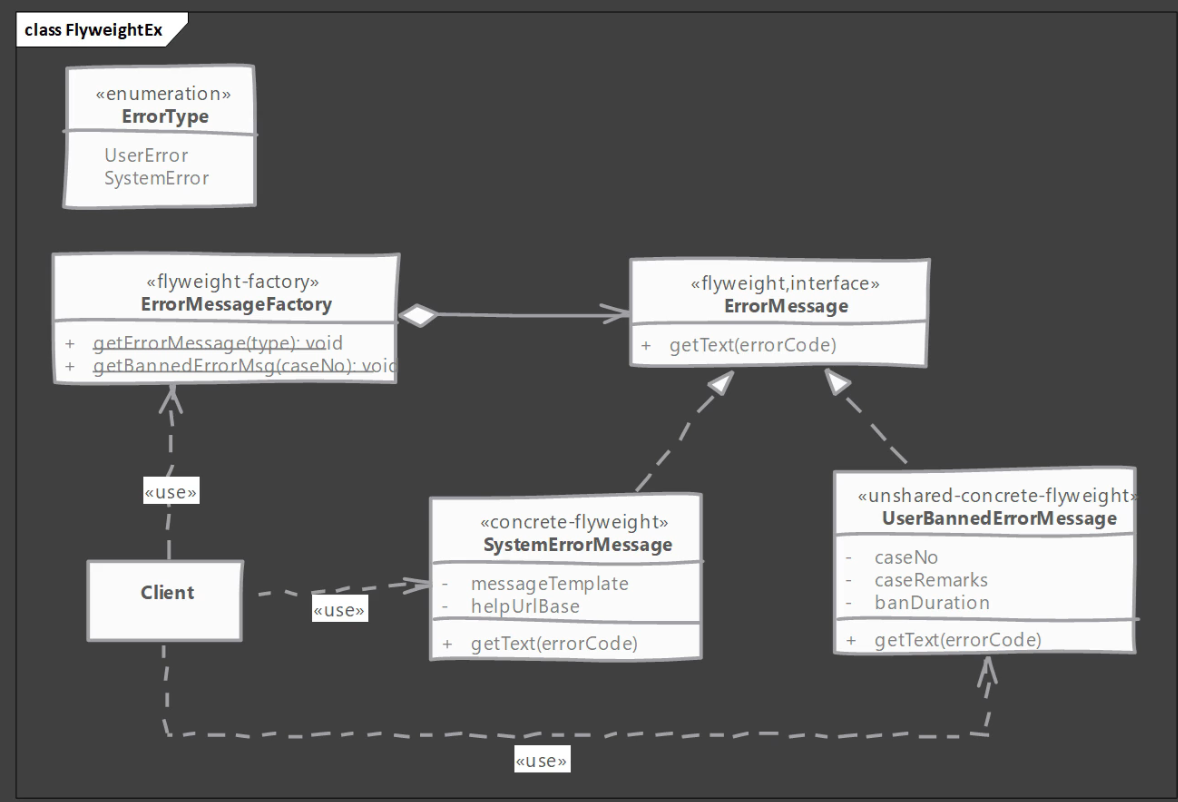 class FlyweightEx
«enumeration»
ErrorType
UserError
SystemError
«flyweight-factory»
ErrorMessageFactory
+ getErrorMessage(type): void
+ getBannedErrorMsg(caseNo): void
«flyweight,interface»
ErrorMessage
+ getText(errorCode)
«use»
Client
«use»
«concrete-flyweight»
SystemErrorMessage
- messageTemplate
- helpUrlBase
+ getText(errorCode)
«unshared-concrete-flyweight»
UserBannedErrorMessage
- caseNo
- caseRemarks
- banDuration
+ getText(errorCode)
«use»